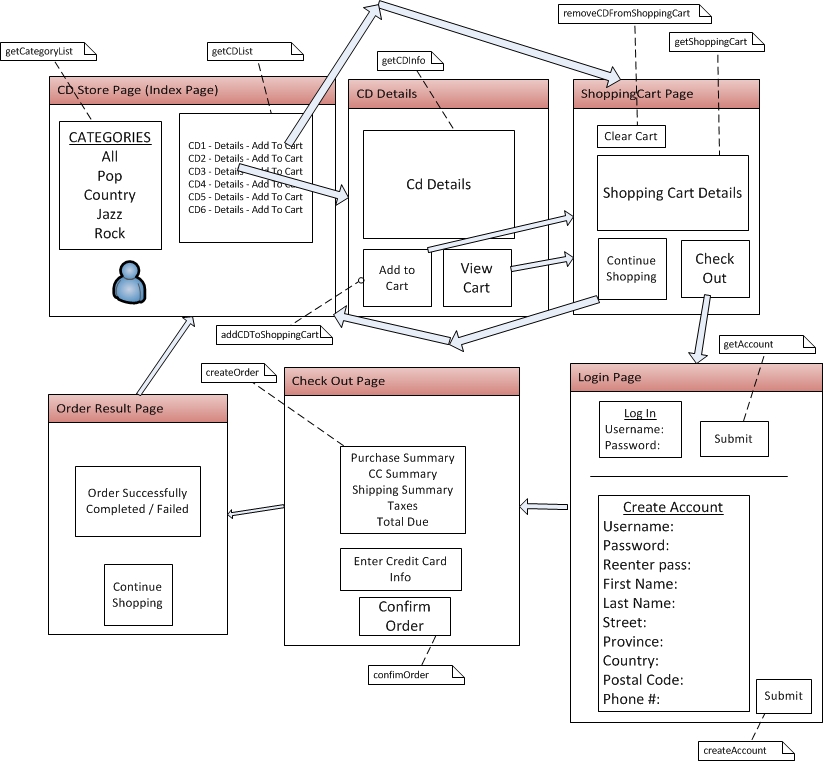 removeCDFromShoppingCart
getCategoryList
getCDList
getCDInfo
getShoppingCart
CD Store Page (Index Page)
CATEGORIES
All
Pop
Country
Jazz
Rock
CD1 - Details - Add To Cart
CD2 - Details - Add To Cart
CD3 - Details - Add To Cart
CD4 - Details - Add To Cart
CD5 - Details - Add To Cart
CD6 - Details - Add To Cart
CD Details
Cd Details
Add to
Cart
View
Cart
addCDToShoppingCart
ShoppingCart Page
Clear Cart
Shopping Cart Details
Continue
Shopping
Check
Out
getAccount
createOrder
Order Result Page
Order Successfully
Completed / Failed
Continue
Shopping
Check Out Page
Purchase Summary
CC Summary
Shipping Summary
Taxes
Total Due
Enter Credit Card
Info
Confirm
Order
confimOrder
Login Page
Log In
Username:
Password:
Submit
Create Account
Username:
Password:
Reenter pass:
First Name:
Last Name:
Street:
Province:
Country:
Postal Code:
Phone #:
Submit
createAccount